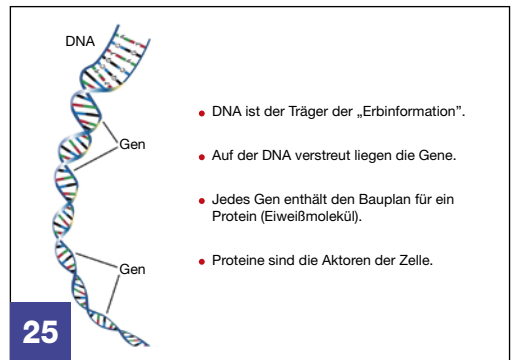 DNA
Gen
Gen
• DNA ist der Träger der „Erbinformation”.
• Auf der DNA verstreut liegen die Gene.
• Jedes Gen enthält den Bauplan für ein
Protein (Eiweißmolekül).
• Proteine sind die Aktoren der Zelle.
25